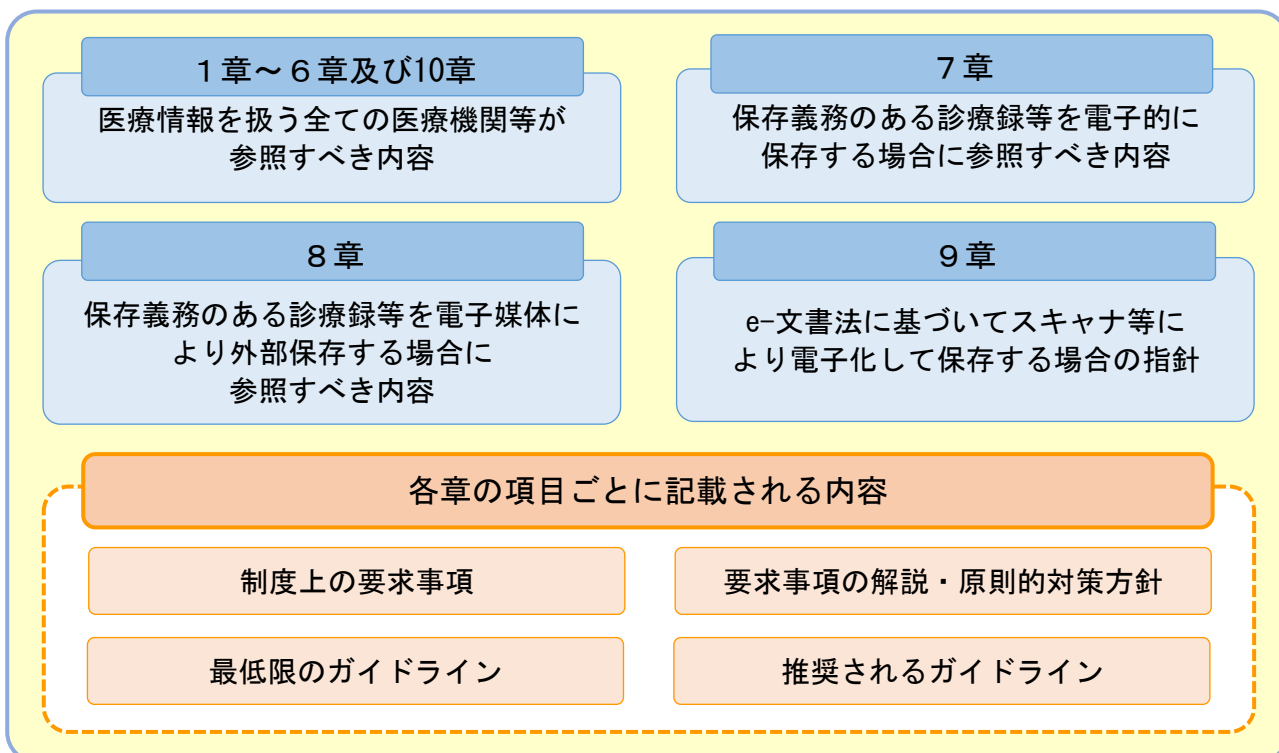 １章～６章及び10章
医療情報を扱う全ての医療機関等が
参照すべき内容
７章
保存義務のある診療録等を電子的に
保存する場合に参照すべき内容
８章
保存義務のある診療録等を電子媒体に
より外部保存する場合に
参照すべき内容
９章
e-文書法に基づいてスキャナ等に
より電子化して保存する場合の指針
各章の項目ごとに記載される内容
制度上の要求事項
要求事項の解説・原則的対策方針
最低限のガイドライン
推奨されるガイドライン